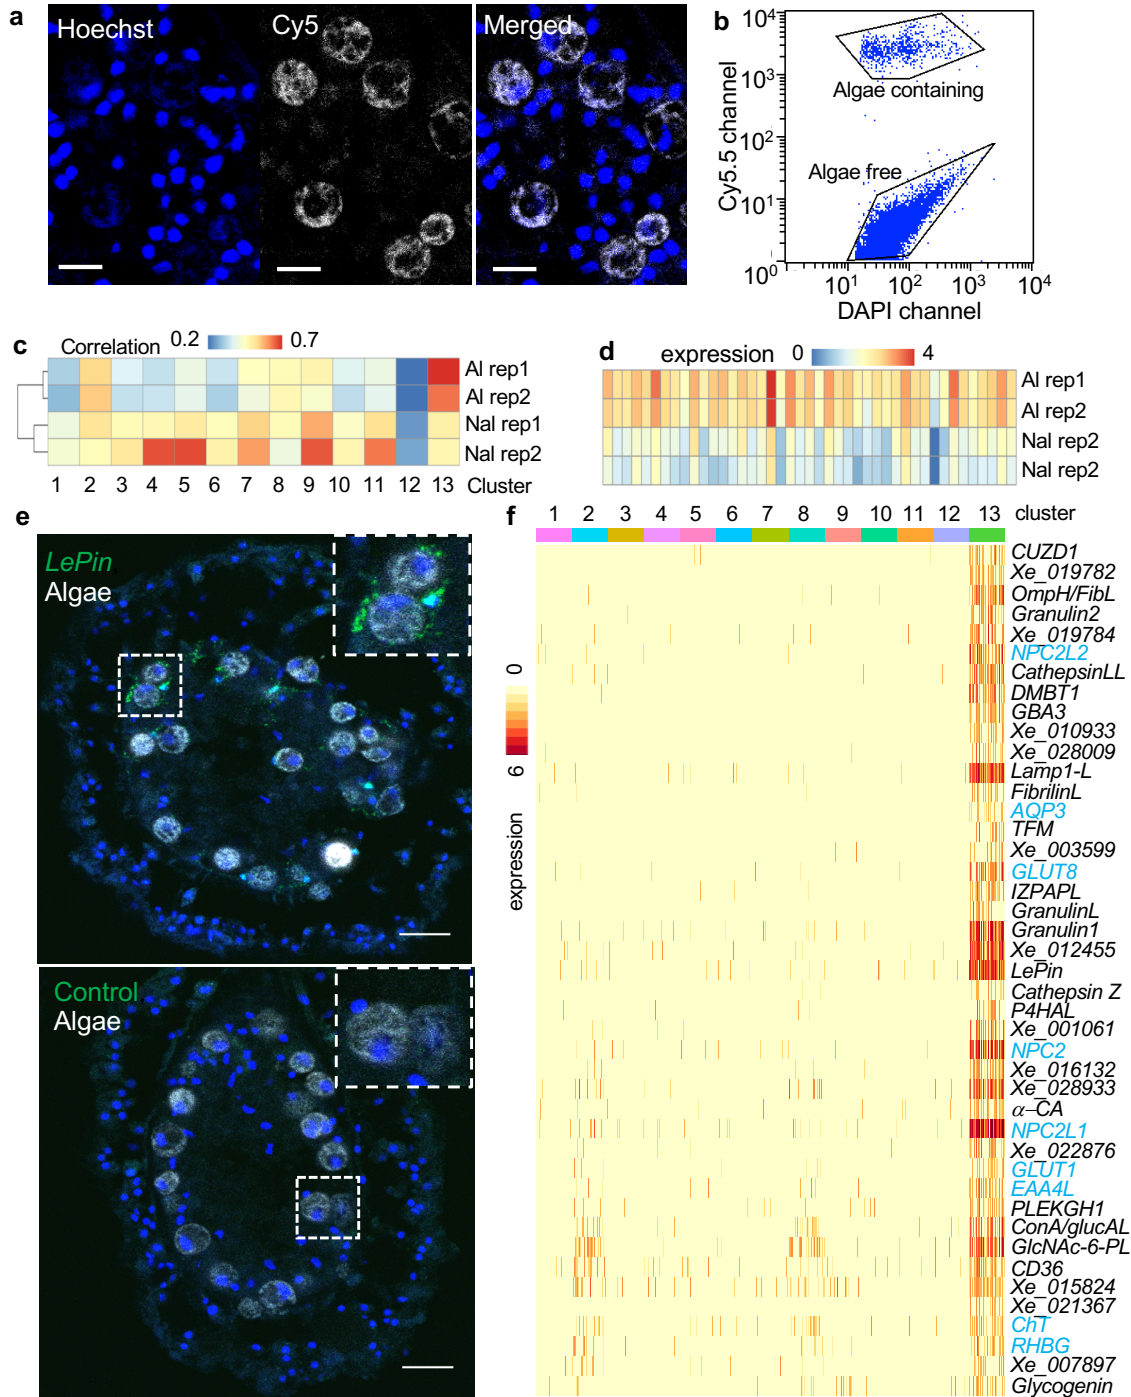 a
Hoechst
Cy5
Merged
b
Cy5.5 channel
10⁴
10³
10²
10¹
10⁰
Algae containing
Algae free
10¹ 10² 10³ 10⁴
DAPI channel
c
Correlation 0.2 0.7
Al rep1
Al rep2
Nal rep1
Nal rep2
1 2 3 4 5 6 7 8 9 10 11 12 13 Cluster
d
expression 0 4
Al rep1
Al rep2
Nal rep2
Nal rep2
e
LePin
Algae
Control
Algae
f
1 2 3 4 5 6 7 8 9 10 11 12 13 cluster
0
6
expression
CUZD1
Xe_019782
OmpH/FibL
Granulin2
Xe_019784
NPC2L2
CathepsinLL
DMBT1
GBA3
Xe_010933
Xe_028009
Lamp1-L
FibrilinL
AQP3
TFM
Xe_003599
GLUT8
IZPAPL
GranulinL
Granulin1
Xe_012455
LePin
Cathepsin Z
P4HAL
Xe_001061
NPC2
Xe_016132
Xe_028933
α–CA
NPC2L1
Xe_022876
GLUT1
EAA4L
PLEKGH1
ConA/glucAL
GlcNAc-6-PL
CD36
Xe_015824
Xe_021367
ChT
RHBG
Xe_007897
Glycogenin